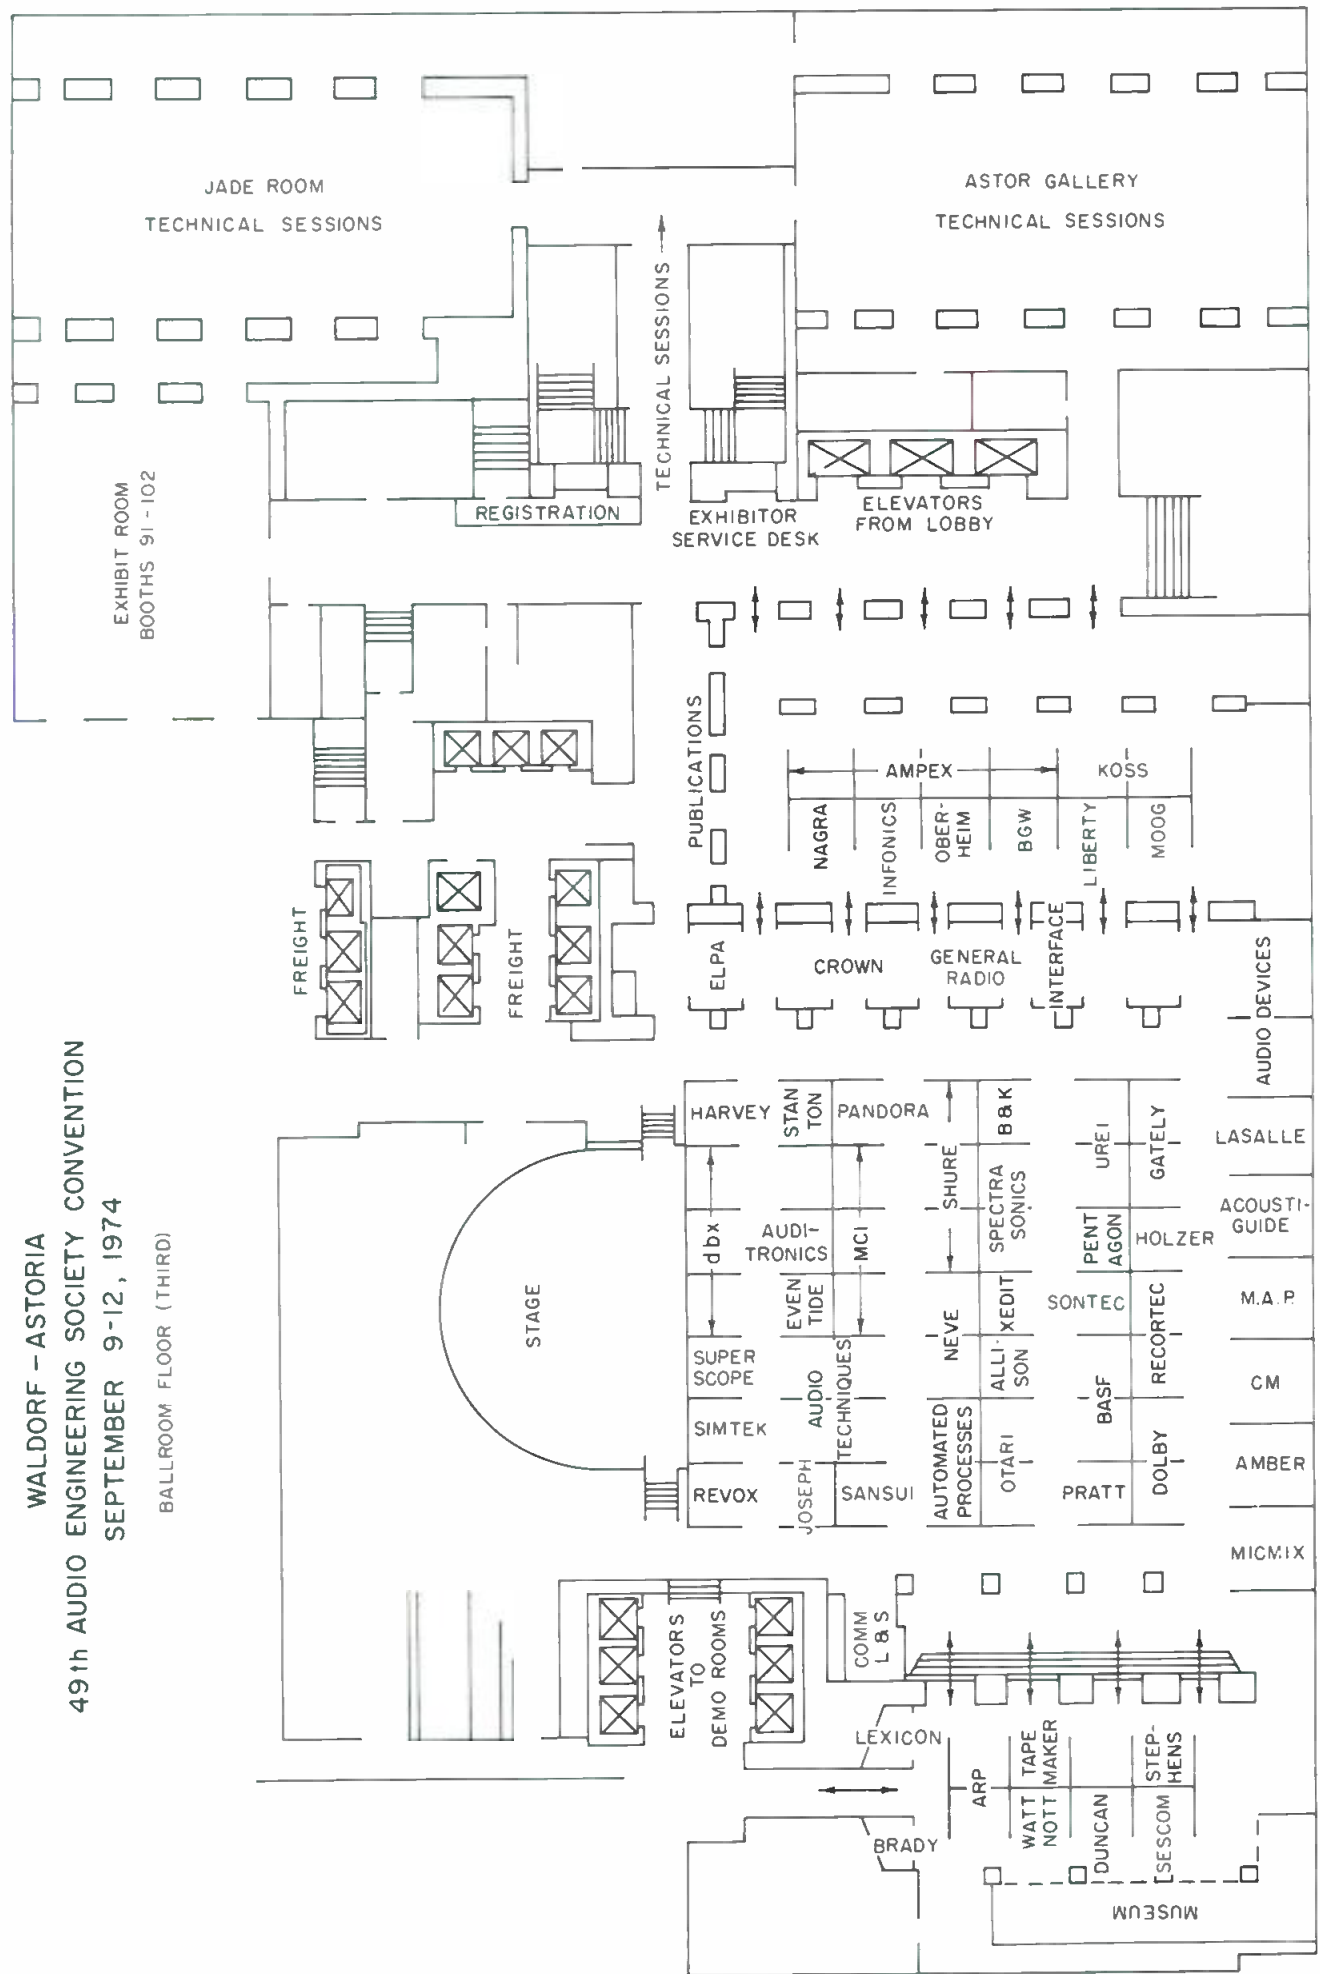 WALDORF - ASTORIA
49th AUDIO ENGINEERING SOCIETY CONVENTION
SEPTEMBER 9-12, 1974
BALLROOM FLOOR (THIRD)
JADE ROOM
TECHNICAL SESSIONS
ASTOR GALLERY
TECHNICAL SESSIONS
TECHNICAL SESSIONS
EXHIBIT ROOM
BOOTHS 91-102
REGISTRATION
EXHIBITOR
SERVICE DESK
ELEVATORS
FROM LOBBY
PUBLICATIONS
AMPEX
KOSS
NAGRA
INFONICS
OBER-
HEIM
BGW
LIBERTY
MOOG
FREIGHT
FREIGHT
ELPA
CROWN
GENERAL
RADIO
INTERFACE
AUDIO DEVICES
HARVEY
STAN
TON
PANDORA
SHURE
B&K
UREI
GATELY
LASALLE
dbx
AUDI-
TRONICS
MCI
SPECTRA
SONICS
PENT
AGON
HOLZER
ACOUSTI-
GUIDE
STAGE
EVEN
TIDE
NEVE
XEDIT
SONTEC
RECORTEC
M.A.P.
SUPER
SCOPE
AUDIO
TECHNIQUES
ALLI-
SON
BASF
CM
SIMTEK
AUTOMATED
PROCESSES
OTARI
DOLBY
AMBER
REVOX
JOSEPH
SANSUI
PRATT
MICMIX
ELEVATORS
TO
DEMO ROOMS
COMM
L & S
LEXICON
ARP
TAPE
MAKER
STEP-
HENS
BRADY
WATT
NOTT
DUNCAN
SESCOM
MUSEUM